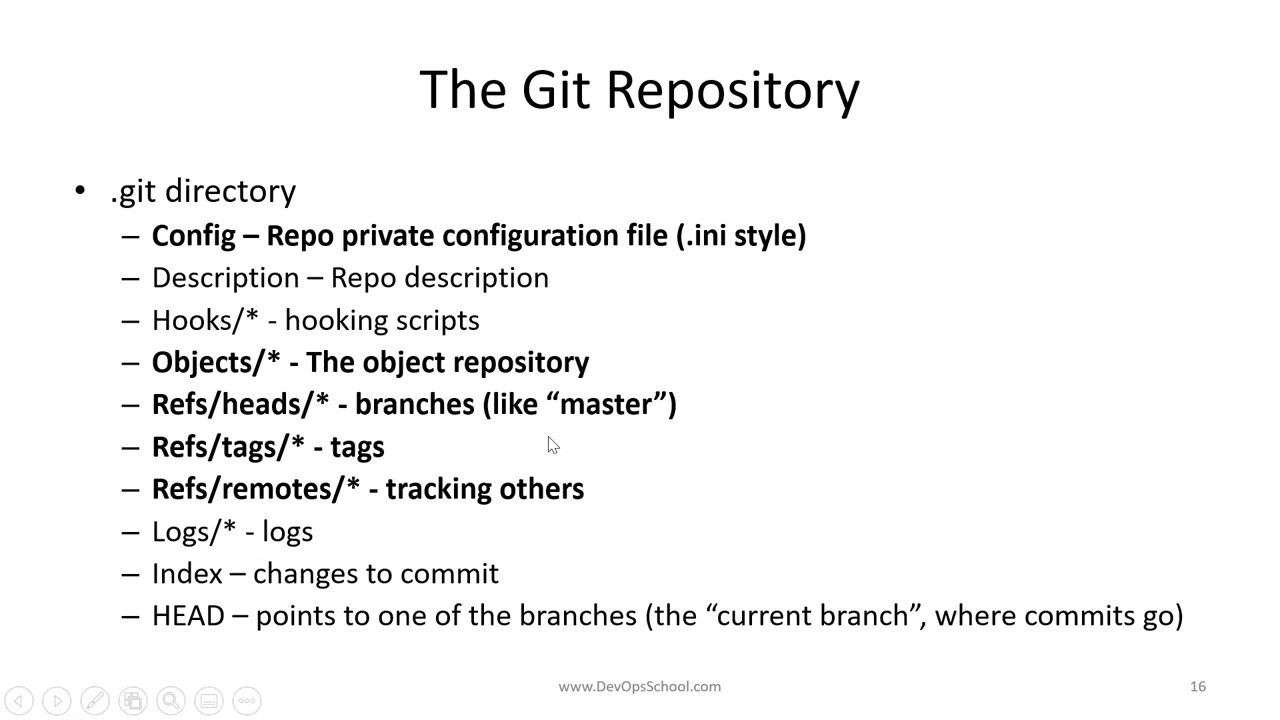 The Git Repository
• .git directory
– Config – Repo private configuration file (.ini style)
– Description – Repo description
– Hooks/* - hooking scripts
– Objects/* - The object repository
– Refs/heads/* - branches (like “master”)
– Refs/tags/* - tags
– Refs/remotes/* - tracking others
– Logs/* - logs
– Index – changes to commit
– HEAD – points to one of the branches (the “current branch”, where commits go)
www.DevOpsSchool.com
16